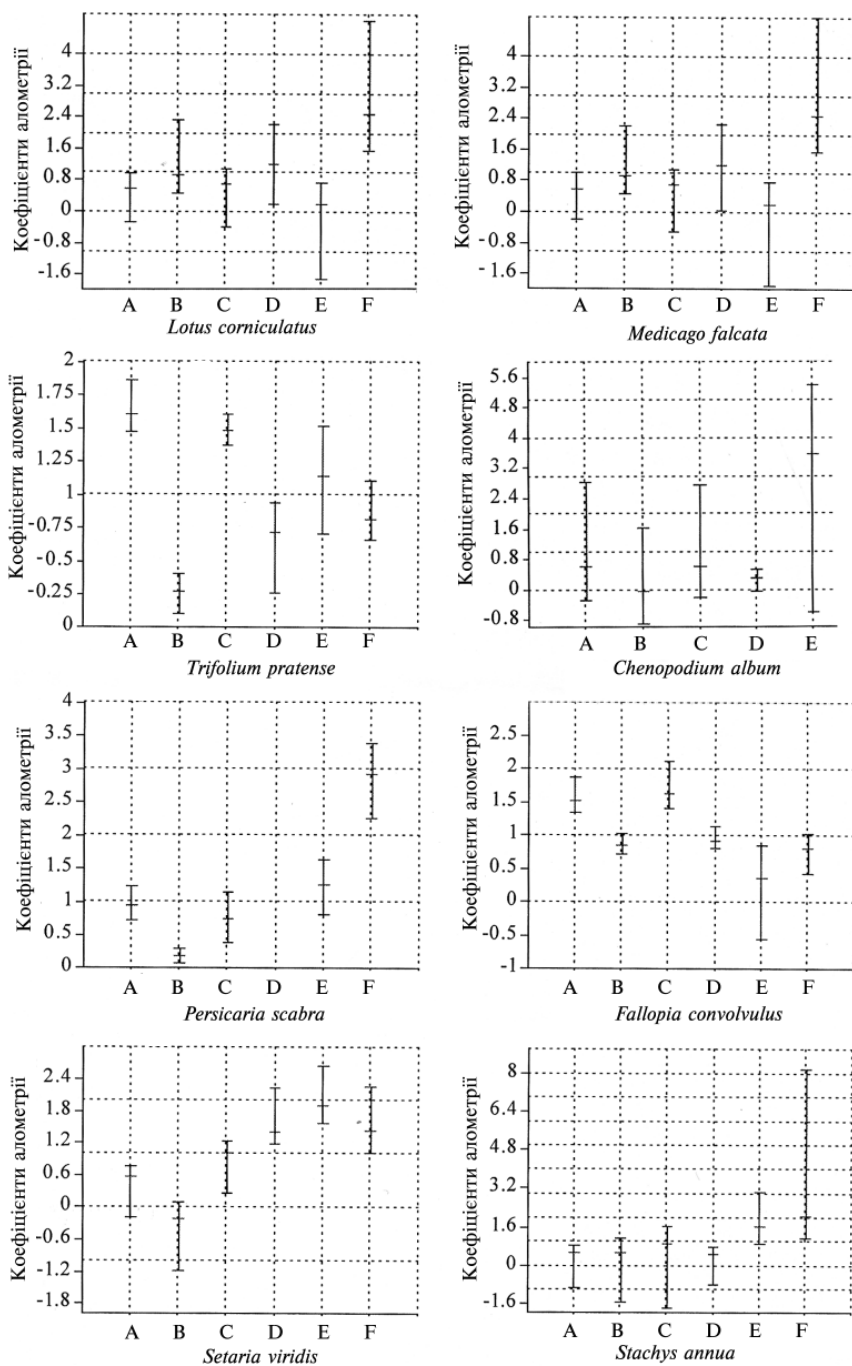 Коефіцієнти алометрії
4
3.2
2.4
1.6
0.8
0
-0.8
-1.6
A B C D E F
Lotus corniculatus
Коефіцієнти алометрії
4
3.2
2.4
1.6
0.8
0
-0.8
-1.6
A B C D E F
Medicago falcata
Коефіцієнти алометрії
2
1.75
1.5
1.25
1
-0.75
-0.5
-0.25
0
A B C D E F
Trifolium pratense
Коефіцієнти алометрії
5.6
4.8
4
3.2
2.4
1.6
0.8
0
-0.8
A B C D E
Chenopodium album
Коефіцієнти алометрії
4
3.5
3
2.5
2
1.5
1
0.5
0
A B C D E F
Persicaria scabra
Коефіцієнти алометрії
3
2.5
2
1.5
1
0.5
0
-0.5
-1
A B C D E F
Fallopia convolvulus
Коефіцієнти алометрії
2.4
1.8
1.2
0.6
0
-0.6
-1.2
-1.8
A B C D E F
Setaria viridis
Коефіцієнти алометрії
8
6.4
4.8
3.2
1.6
0
-1.6
A B C D E F
Stachys annua